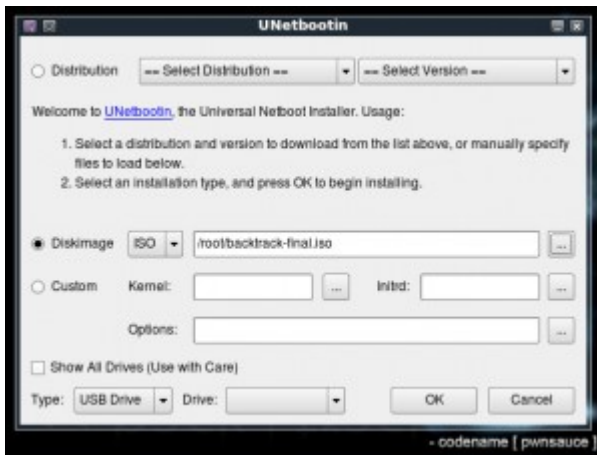 UNetbootin
Distribution == Select Distribution == == Select Version ==
Welcome to UNetbootin, the Universal Netboot Installer. Usage:
1. Select a distribution and version to download from the list above, or manually specify
files to load below.
2. Select an installation type, and press OK to begin installing.
Diskimage ISO /root/backtrack-final.iso ...
Custom Kernel: ... Initrd: ...
Options: ...
Show All Drives (Use with Care)
Type: USB Drive Drive: OK Cancel
- codename [ pwnsauce ]